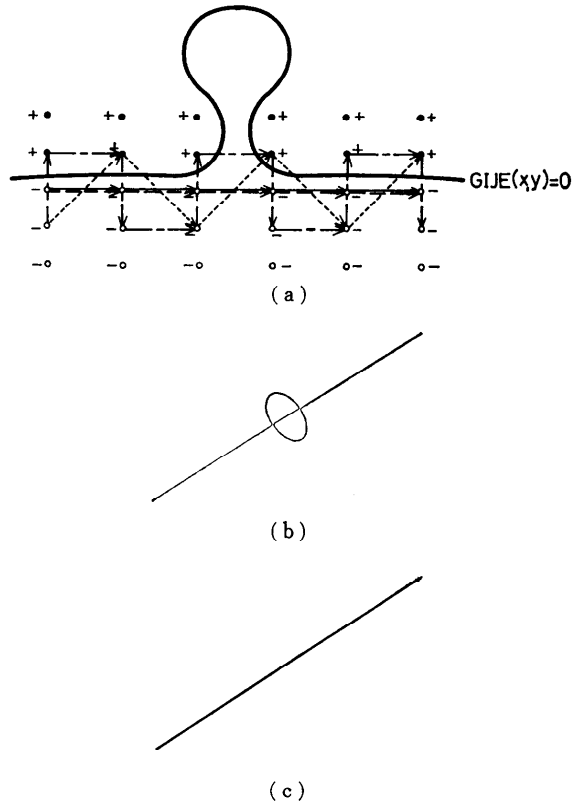 + + + + + +
+ + + + + +
- - - - - - GIJE(x,y)=0
- - - - - -
- - - - - -
(a)
(b)
(c)